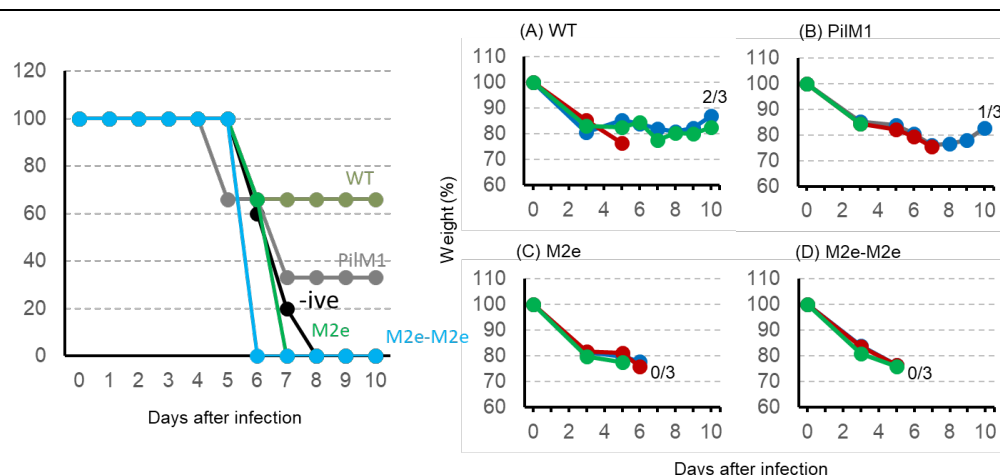 120
100
80
60
40
20
0
0 1 2 3 4 5 6 7 8 9 10
Days after infection
WT
PilM1
-ive
M2e
M2e-M2e
Weight (%)
(A) WT
110
100
90
80
70
60
0 2 4 6 8 10
2/3
(B) PilM1
110
100
90
80
70
60
0 2 4 6 8 10
1/3
(C) M2e
110
100
90
80
70
60
0 2 4 6 8 10
0/3
(D) M2e-M2e
110
100
90
80
70
60
0 2 4 6 8 10
0/3
Days after infection